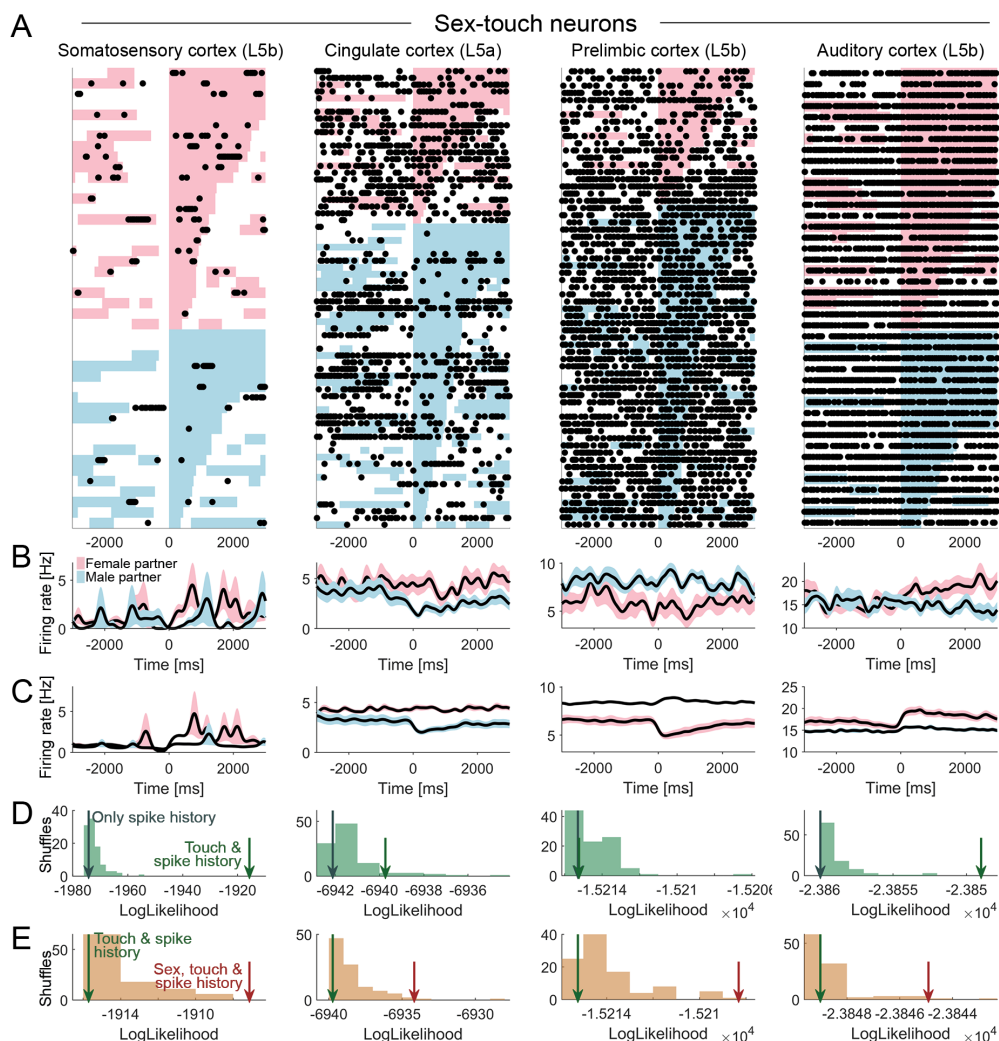 A
Sex-touch neurons
Somatosensory cortex (L5b)
Cingulate cortex (L5a)
Prelimbic cortex (L5b)
Auditory cortex (L5b)
-2000 0 2000
-2000 0 2000
-2000 0 2000
-2000 0 2000
B
Firing rate [Hz]
5
0
Female partner
Male partner
-2000 0 2000
Time [ms]
5
0
-2000 0 2000
Time [ms]
10
5
-2000 0 2000
Time [ms]
20
15
10
-2000 0 2000
Time [ms]
C
Firing rate [Hz]
5
0
-2000 0 2000
Time [ms]
5
0
-2000 0 2000
Time [ms]
10
5
-2000 0 2000
Time [ms]
25
20
15
10
-2000 0 2000
Time [ms]
D
Shuffles
40
20
0
Only spike history
Touch &
spike history
-1980 -1960 -1940 -1920
LogLikelihood
50
0
-6942 -6940 -6938 -6936
LogLikelihood
40
20
0
-1.5214 -1.521 -1.5206
LogLikelihood ×10⁴
50
0
-2.386 -2.3855 -2.385
LogLikelihood ×10⁴
E
Shuffles
50
0
Touch & spike
history
Sex, touch &
spike history
-1914 -1910
LogLikelihood
50
0
-6940 -6935 -6930
LogLikelihood
40
20
0
-1.5214 -1.521
LogLikelihood ×10⁴
50
0
-2.3848 -2.3846 -2.3844
LogLikelihood ×10⁴